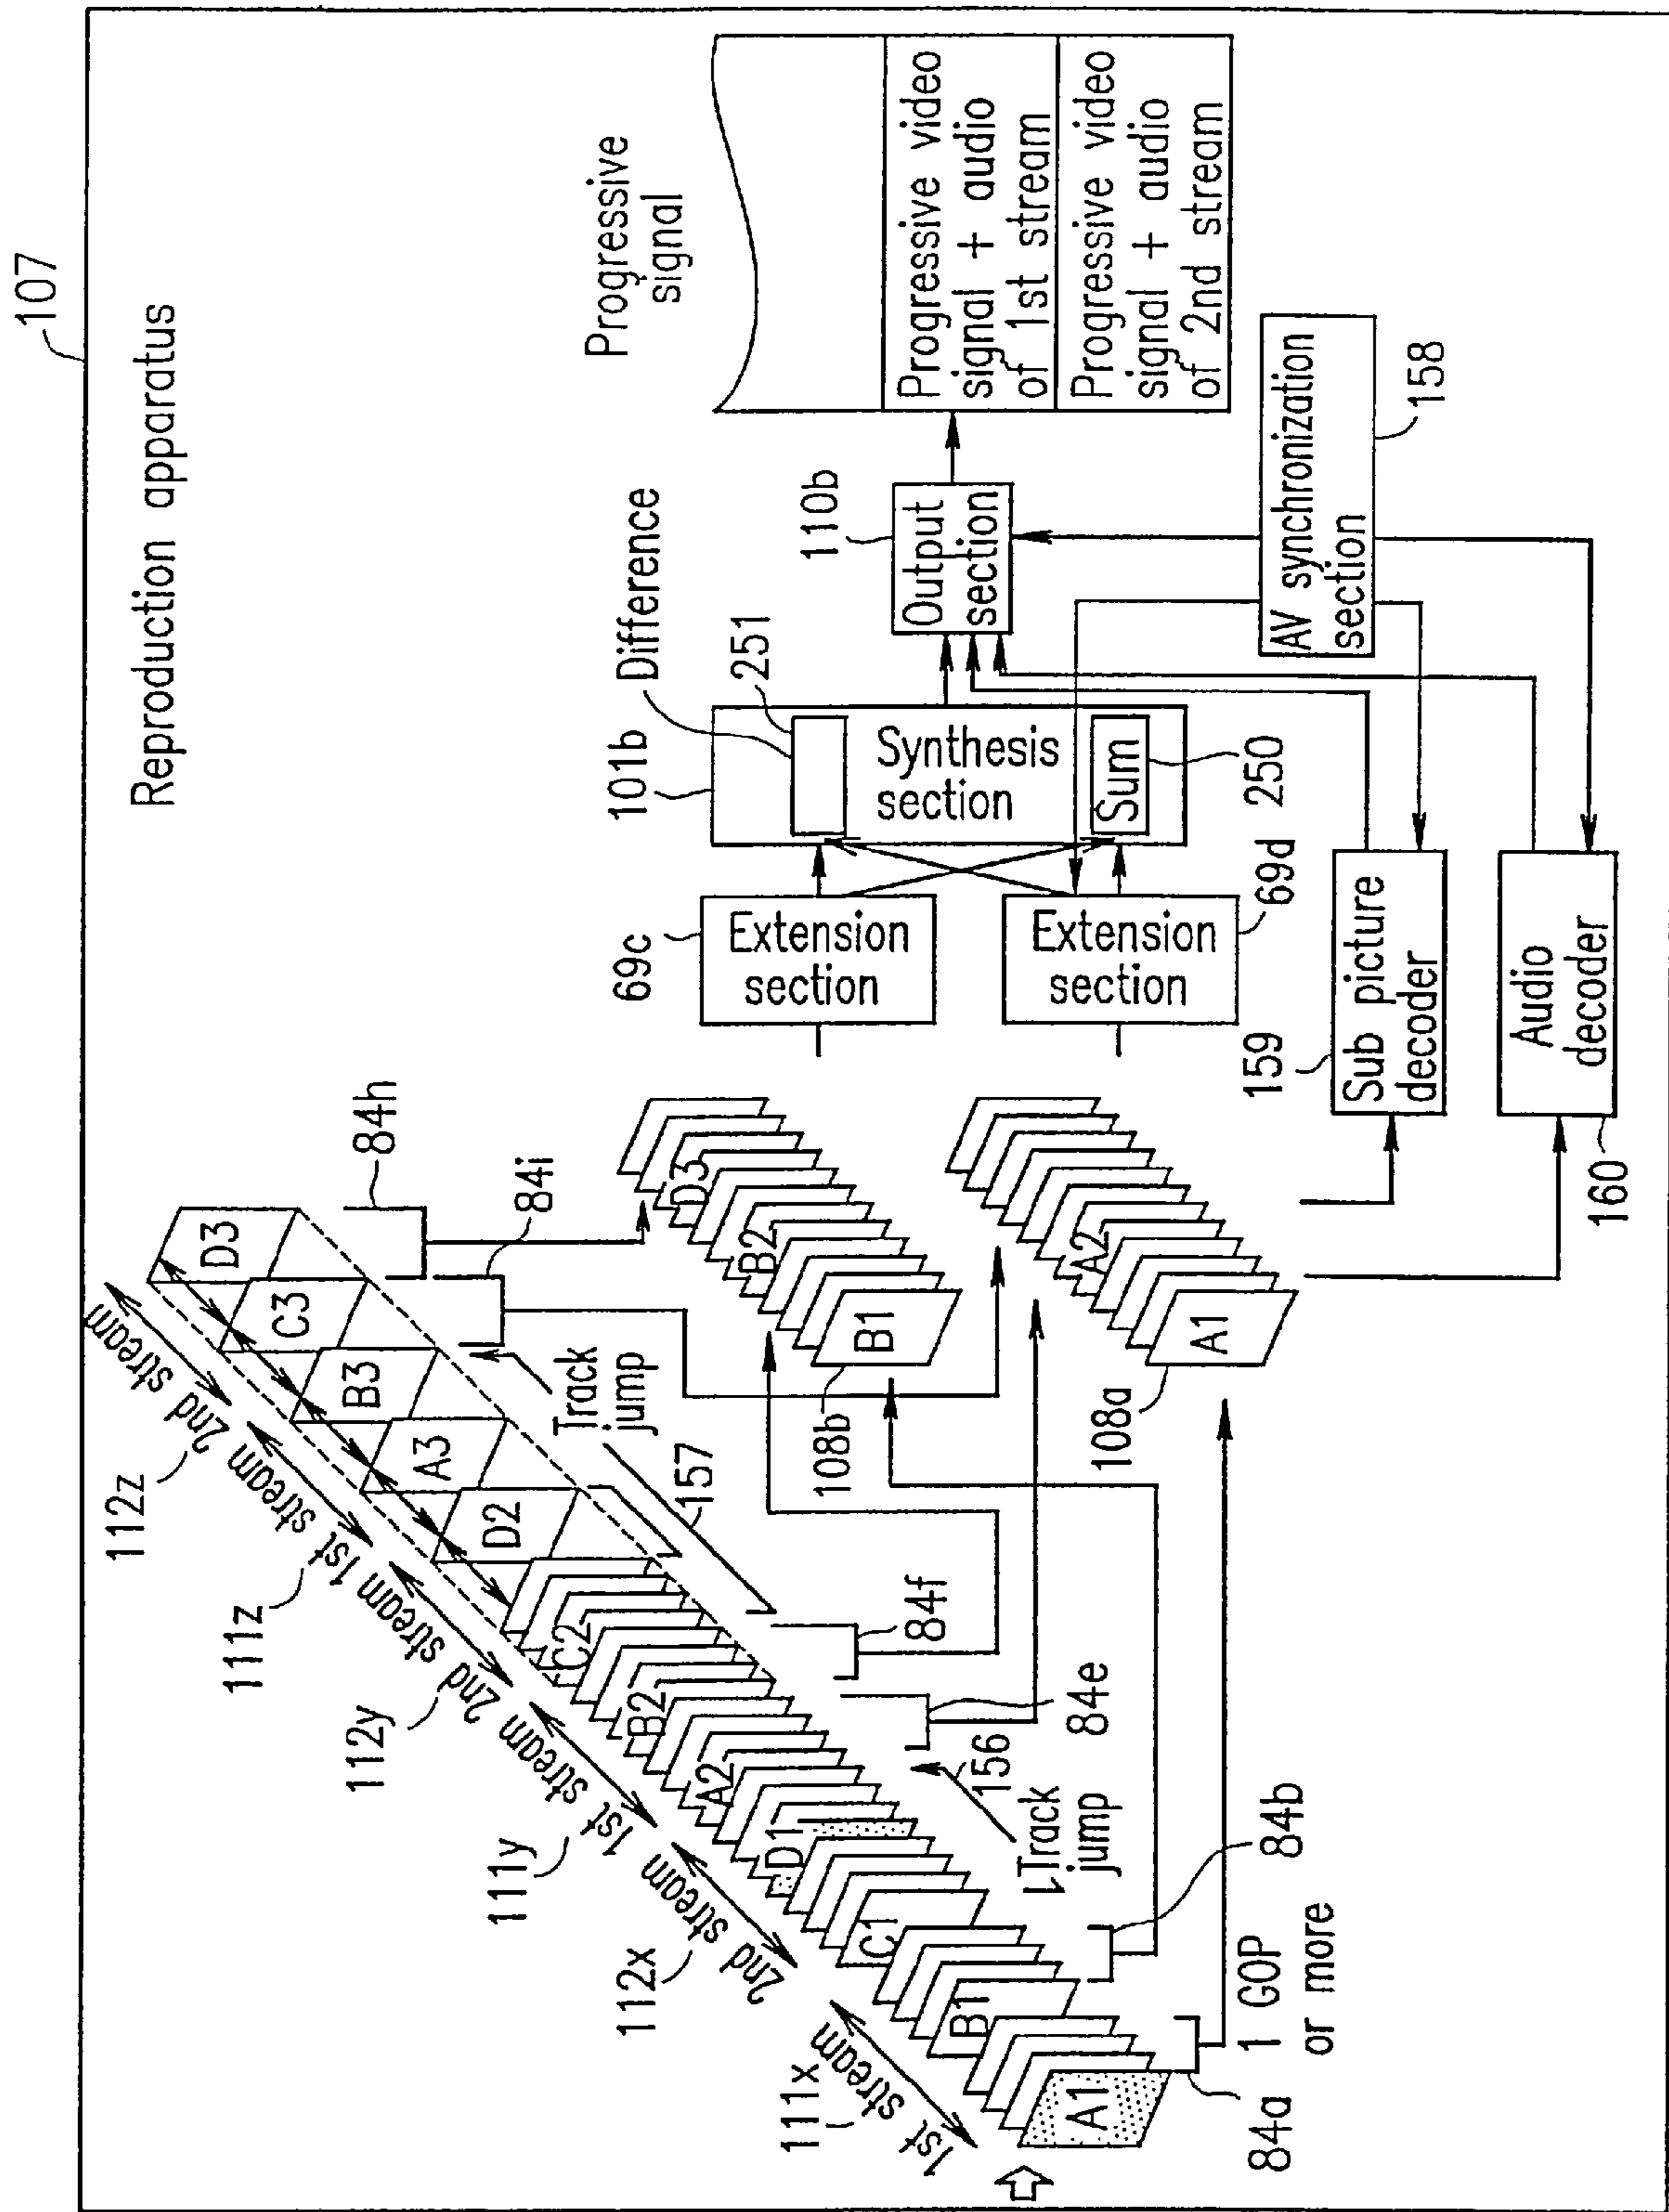 107
Reproduction apparatus
Progressive
signal
Progressive video
signal + audio
of 1st stream
Progressive video
signal + audio
of 2nd stream
110b
Output
section
AV synchronization
section
158
Difference
251
101b
Synthesis
section
Sum
250
69c
Extension
section
69d
Extension
section
159
Sub picture
decoder
Audio
decoder
160
84h
84i
D3
B2
B1
108b
A2
A1
108a
112z
2nd stream
111z
1st stream
112y
2nd stream
111y
1st stream
112x
2nd stream
111x
1st stream
D3
C3
B3
A3
D2
C2
B2
A2
D1
C1
B1
A1
Track
jump
157
84f
84e
156
Track
jump
84b
1 GOP
or more
84a